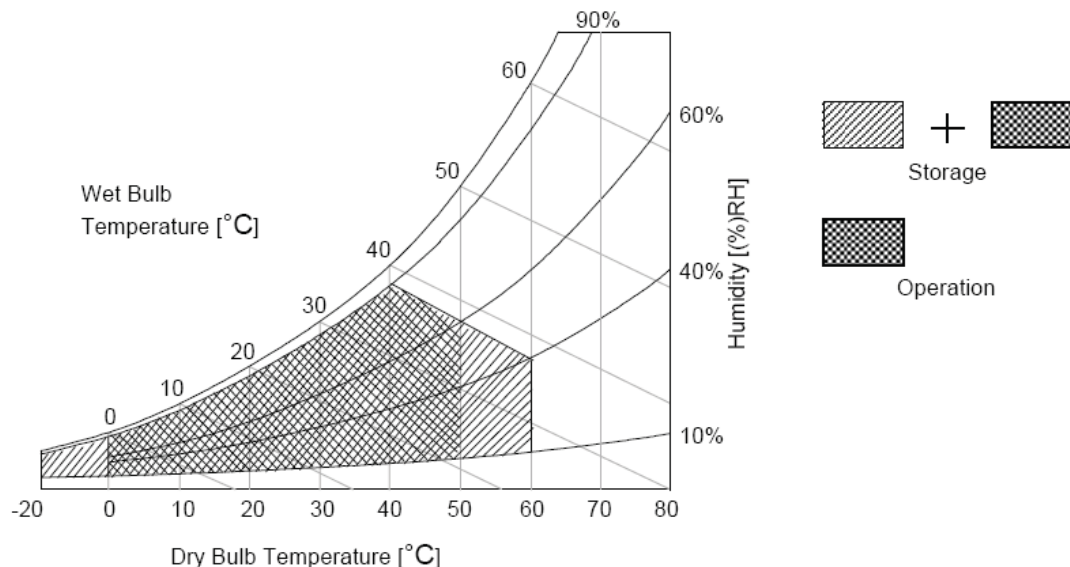 90%
60
60%
50
Storage
Wet Bulb
Temperature [°C]
40
40%
Humidity [(%)RH]
30
Operation
20
10
0
10%
-20 0 10 20 30 40 50 60 70 80
Dry Bulb Temperature [°C]